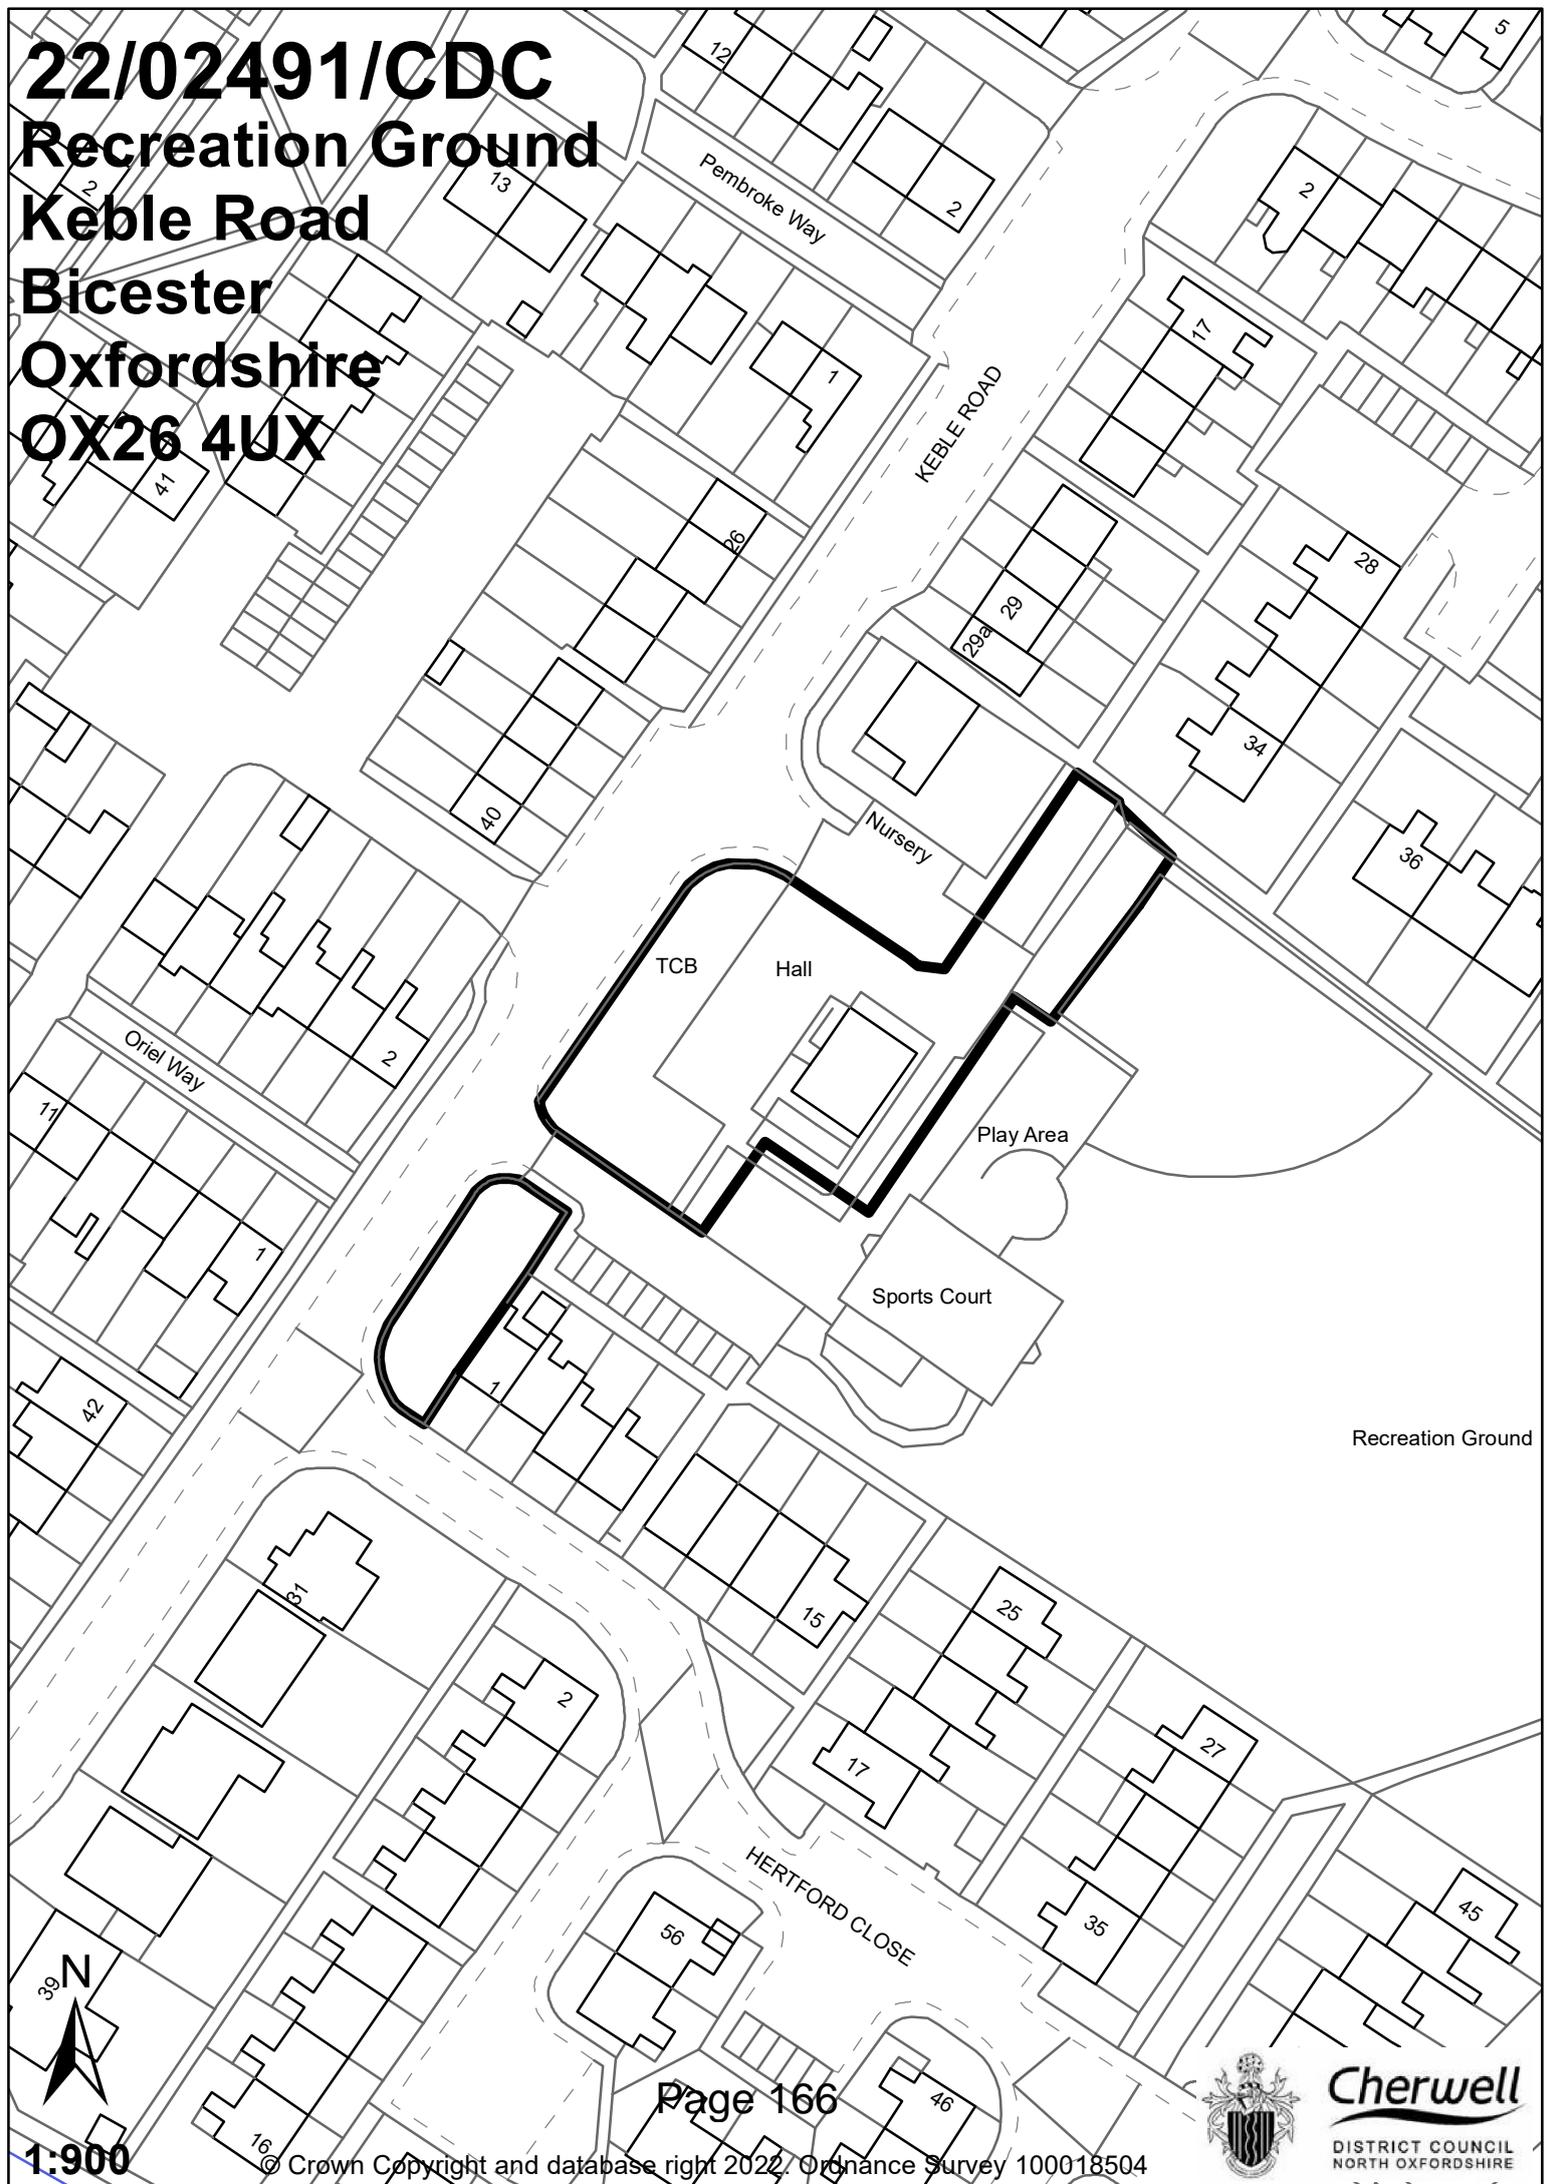 22/02491/CDC
Recreation Ground
Keble Road
Bicester
Oxfordshire
OX26 4UX
12
5
2
13
Pembroke Way
2
2
17
1
KEBLE ROAD
41
26
28
29
29a
34
40
Nursery
36
TCB
Hall
Oriel Way
2
11
Play Area
1
Sports Court
1
42
Recreation Ground
31
25
15
2
27
17
HERTFORD CLOSE
45
56
35
39
N
46
16
Page 166
Cherwell
DISTRICT COUNCIL
NORTH OXFORDSHIRE
1:900
© Crown Copyright and database right 2022. Ordnance Survey 100018504